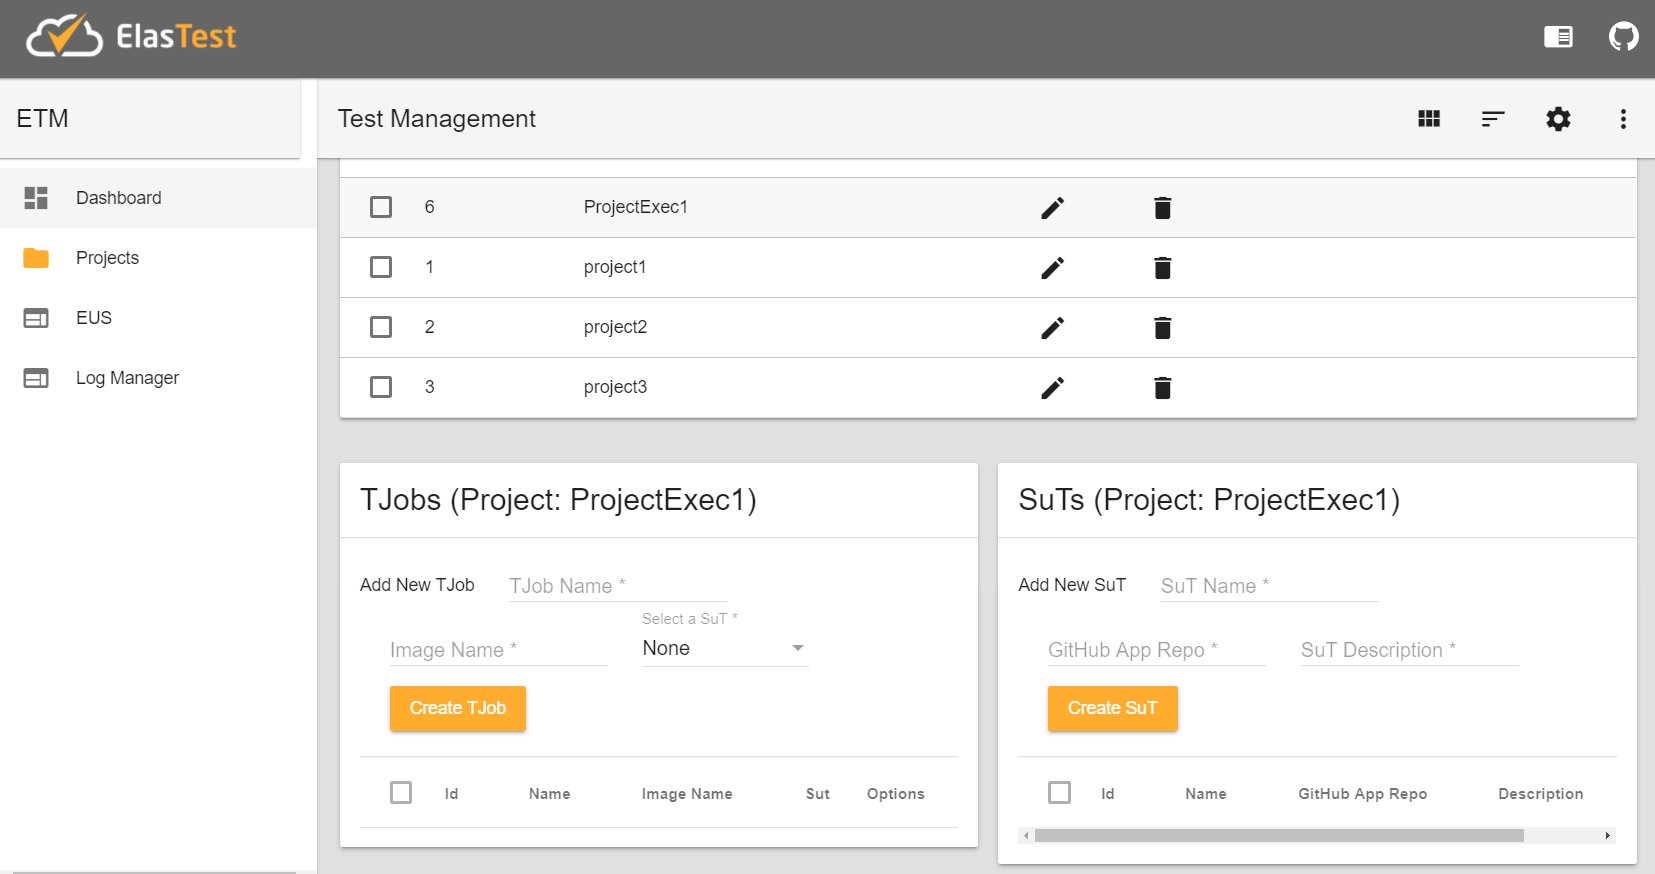 ElasTest
ETM
Test Management
Dashboard
Projects
EUS
Log Manager
6 ProjectExec1
1 project1
2 project2
3 project3
TJobs (Project: ProjectExec1)
Add New TJob TJob Name *
Select a SuT *
Image Name * None
Create TJob
Id Name Image Name Sut Options
SuTs (Project: ProjectExec1)
Add New SuT SuT Name *
GitHub App Repo * SuT Description *
Create SuT
Id Name GitHub App Repo Description